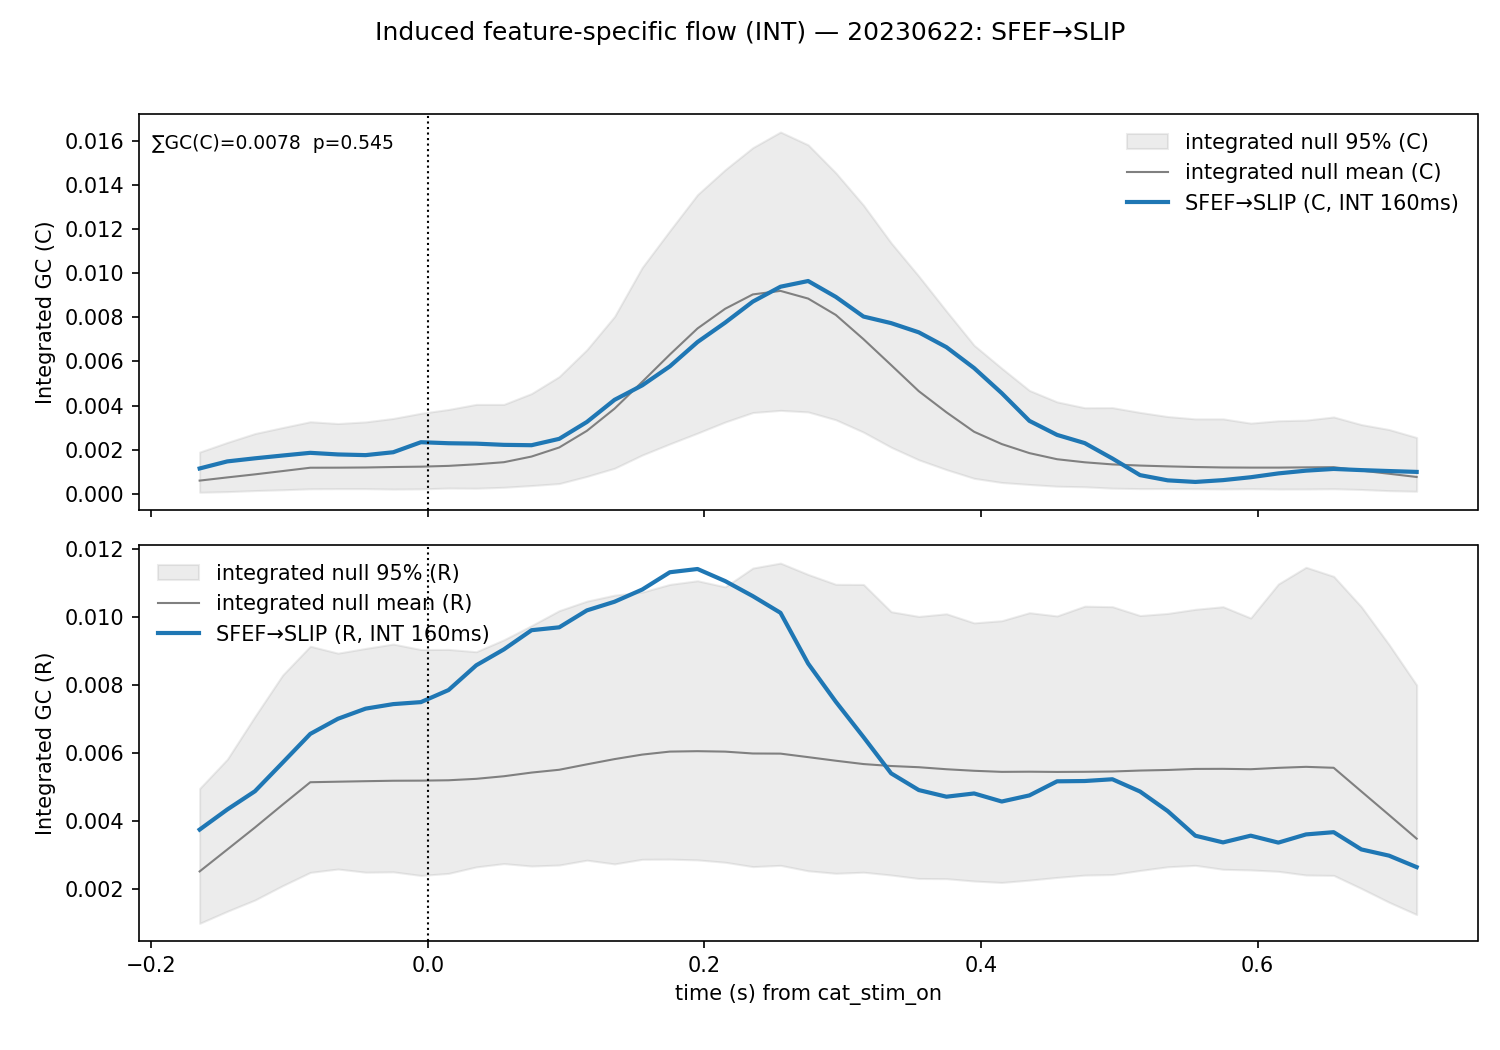 Induced feature-specific flow (INT) — 20230622: SFEF→SLIP
∑GC(C)=0.0078  p=0.545
integrated null 95% (C)
integrated null mean (C)
SFEF→SLIP (C, INT 160ms)
Integrated GC (C)
0.016
0.014
0.012
0.010
0.008
0.006
0.004
0.002
0.000
integrated null 95% (R)
integrated null mean (R)
SFEF→SLIP (R, INT 160ms)
Integrated GC (R)
0.012
0.010
0.008
0.006
0.004
0.002
−0.2 0.0 0.2 0.4 0.6
time (s) from cat_stim_on